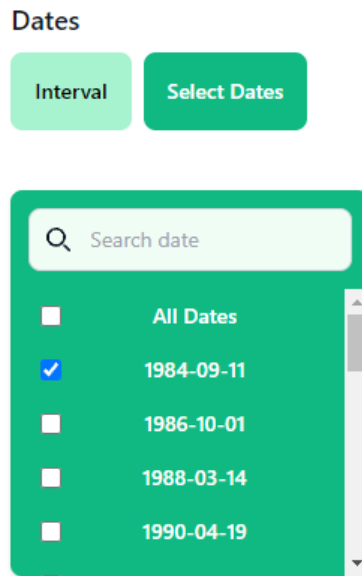 Dates
Interval Select Dates
Search date
All Dates
1984-09-11
1986-10-01
1988-03-14
1990-04-19